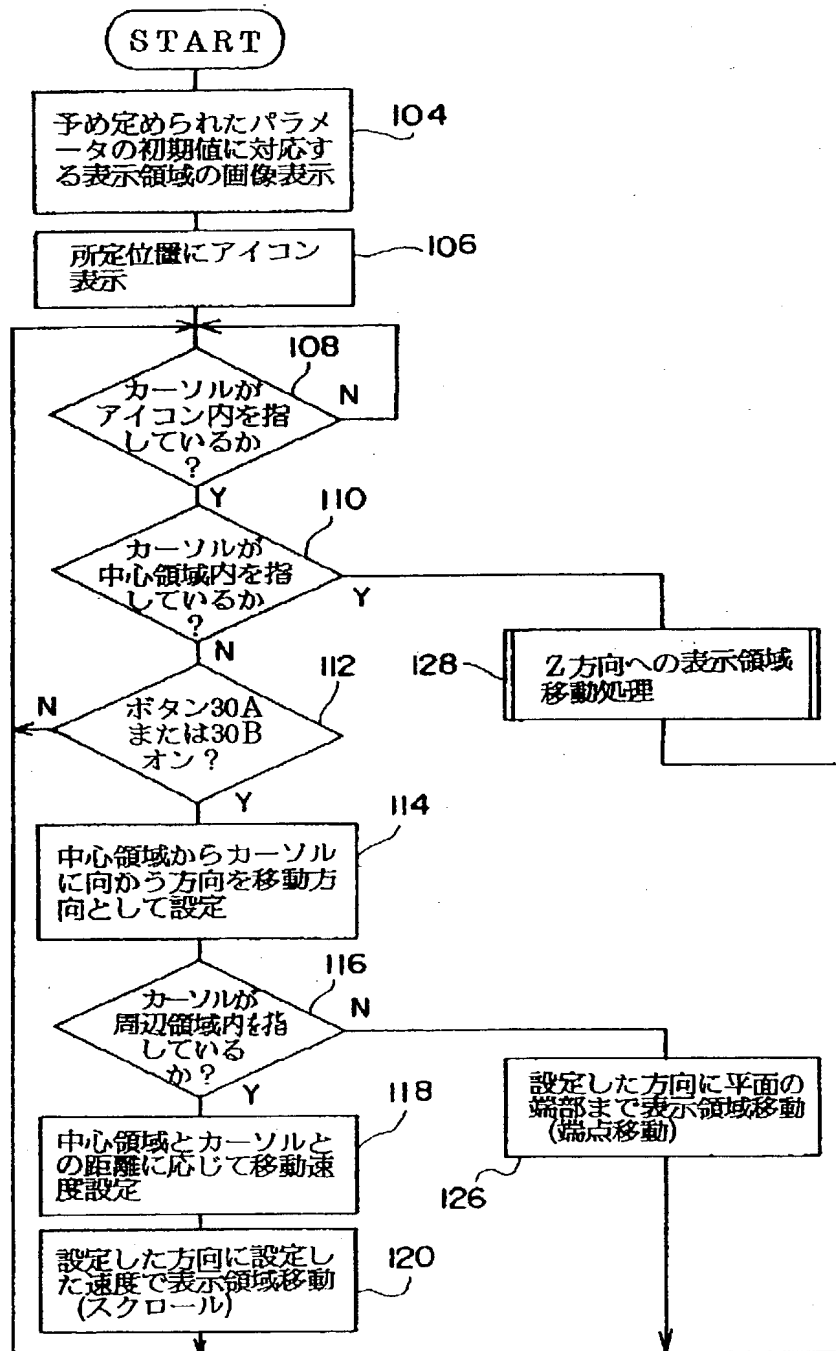 START
予め定められたパラメ
ータの初期値に対応す
る表示領域の画像表示
104
所定位置にアイコン
表示
106
108
カーソルが
アイコン内を指
しているか
?
N
Y
110
カーソルが
中心領域内を指
しているか
?
Y
N
128
Z方向への表示領域
移動処理
112
ボタン30A
または30B
オン?
N
Y
114
中心領域からカーソル
に向かう方向を移動方
向として設定
116
カーソルが
周辺領域内を指
している
か?
N
Y
118
中心領域とカーソルと
の距離に応じて移動速
度設定
設定した方向に平面の
端部まで表示領域移動
(端点移動)
126
120
設定した方向に設定し
た速度で表示領域移動
(スクロール)